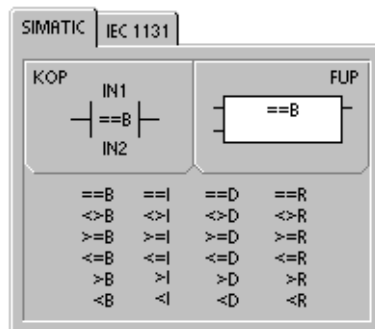 SIMATIC IEC 1131
KOP FUP
IN1
==B ==B
IN2
==B ==I ==D ==R
<>B <>I <>D <>R
>=B >=I >=D >=R
<=B <=I <=D <=R
>B >I >D >R
<B <I <D <R